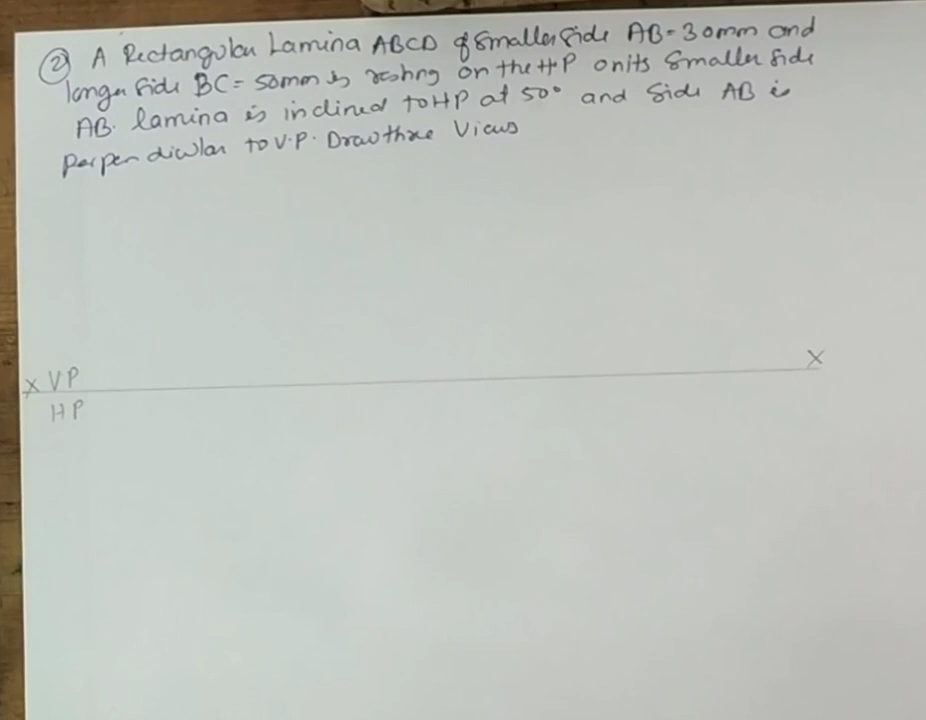 ② A Rectangular Lamina ABCD of smaller side AB=30mm and
longer side BC=50mm is resting on the HP on its smaller side
AB. lamina is inclined to HP at 50° and side AB is
perpendicular to V.P. Draw three Views
X VP X
HP